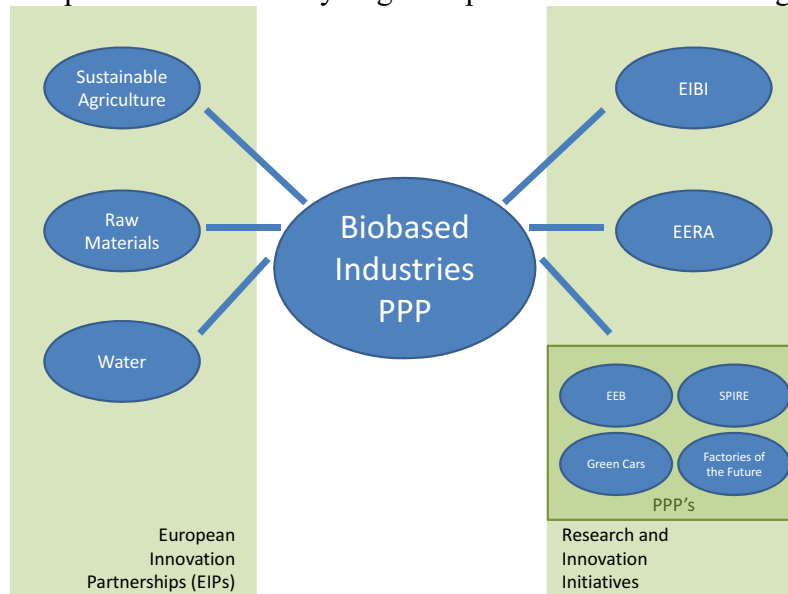 Sustainable
Agriculture
Raw
Materials
Water
European
Innovation
Partnerships (EIPs)
Biobased
Industries
PPP
EIBI
EERA
EEB
SPIRE
Green Cars
Factories of
the Future
PPP's
Research and
Innovation
Initiatives